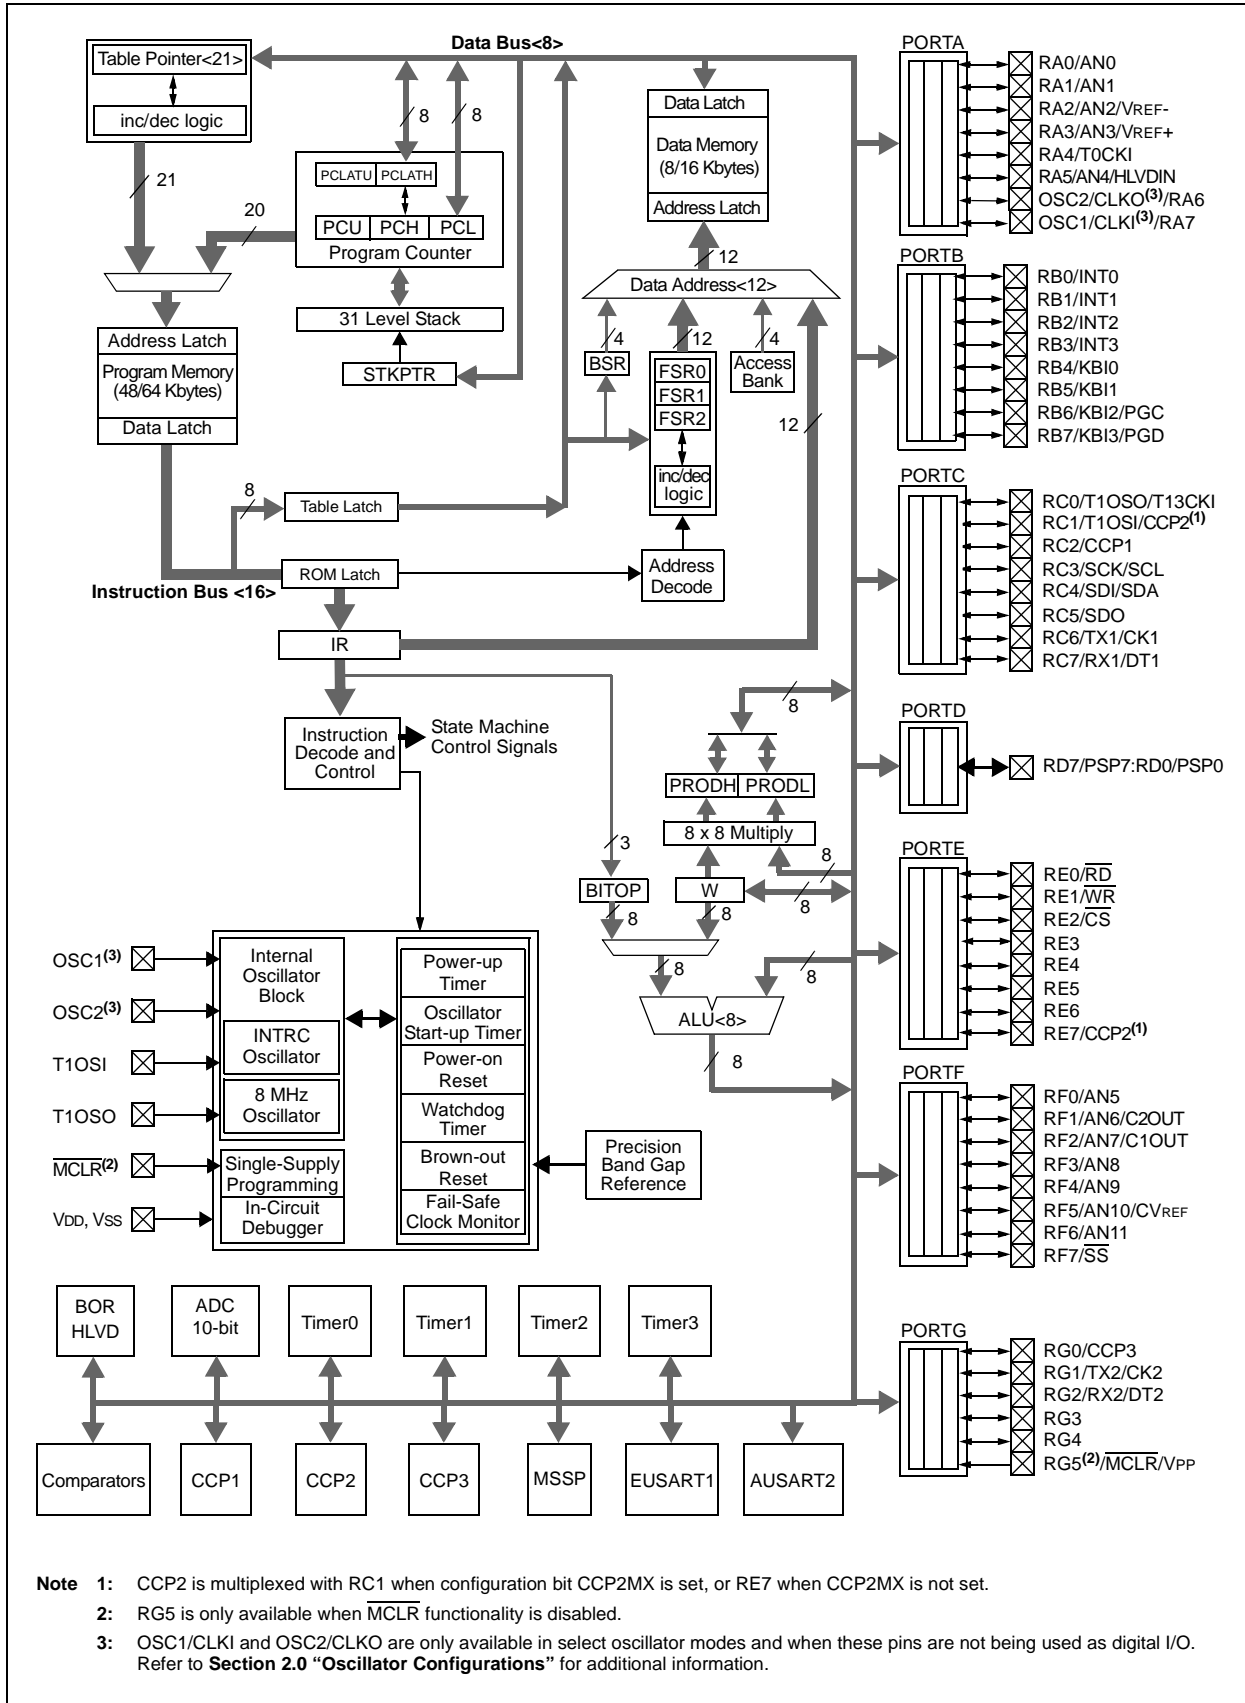 Data Bus<8>
Table Pointer<21>
inc/dec logic
21
20
8
8
PCLATU PCLATH
PCU PCH PCL
Program Counter
31 Level Stack
STKPTR
Address Latch
Program Memory
(48/64 Kbytes)
Data Latch
8
Table Latch
Instruction Bus <16>
ROM Latch
IR
Data Latch
Data Memory
(8/16 Kbytes)
Address Latch
12
Data Address<12>
4
12
4
BSR
FSR0
FSR1
FSR2
inc/dec
logic
Access
Bank
12
Address
Decode
Instruction
Decode and
Control
State Machine
Control Signals
8
PRODH PRODL
8 x 8 Multiply
3
8
BITOP
W
8
8
8
8
8
ALU<8>
8
OSC1(3)
OSC2(3)
T1OSI
T1OSO
MCLR(2)
VDD, VSS
Internal
Oscillator
Block
INTRC
Oscillator
8 MHz
Oscillator
Single-Supply
Programming
In-Circuit
Debugger
Power-up
Timer
Oscillator
Start-up Timer
Power-on
Reset
Watchdog
Timer
Brown-out
Reset
Fail-Safe
Clock Monitor
Precision
Band Gap
Reference
BOR
HLVD
ADC
10-bit
Timer0
Timer1
Timer2
Timer3
Comparators
CCP1
CCP2
CCP3
MSSP
EUSART1
AUSART2
PORTA
RA0/AN0
RA1/AN1
RA2/AN2/VREF-
RA3/AN3/VREF+
RA4/T0CKI
RA5/AN4/HLVDIN
OSC2/CLKO(3)/RA6
OSC1/CLKI(3)/RA7
PORTB
RB0/INT0
RB1/INT1
RB2/INT2
RB3/INT3
RB4/KBI0
RB5/KBI1
RB6/KBI2/PGC
RB7/KBI3/PGD
PORTC
RC0/T1OSO/T13CKI
RC1/T1OSI/CCP2(1)
RC2/CCP1
RC3/SCK/SCL
RC4/SDI/SDA
RC5/SDO
RC6/TX1/CK1
RC7/RX1/DT1
PORTD
RD7/PSP7:RD0/PSP0
PORTE
RE0/RD
RE1/WR
RE2/CS
RE3
RE4
RE5
RE6
RE7/CCP2(1)
PORTF
RF0/AN5
RF1/AN6/C2OUT
RF2/AN7/C1OUT
RF3/AN8
RF4/AN9
RF5/AN10/CVREF
RF6/AN11
RF7/SS
PORTG
RG0/CCP3
RG1/TX2/CK2
RG2/RX2/DT2
RG3
RG4
RG5(2)/MCLR/VPP
Note 1: CCP2 is multiplexed with RC1 when configuration bit CCP2MX is set, or RE7 when CCP2MX is not set.
2: RG5 is only available when MCLR functionality is disabled.
3: OSC1/CLKI and OSC2/CLKO are only available in select oscillator modes and when these pins are not being used as digital I/O.
Refer to Section 2.0 “Oscillator Configurations” for additional information.